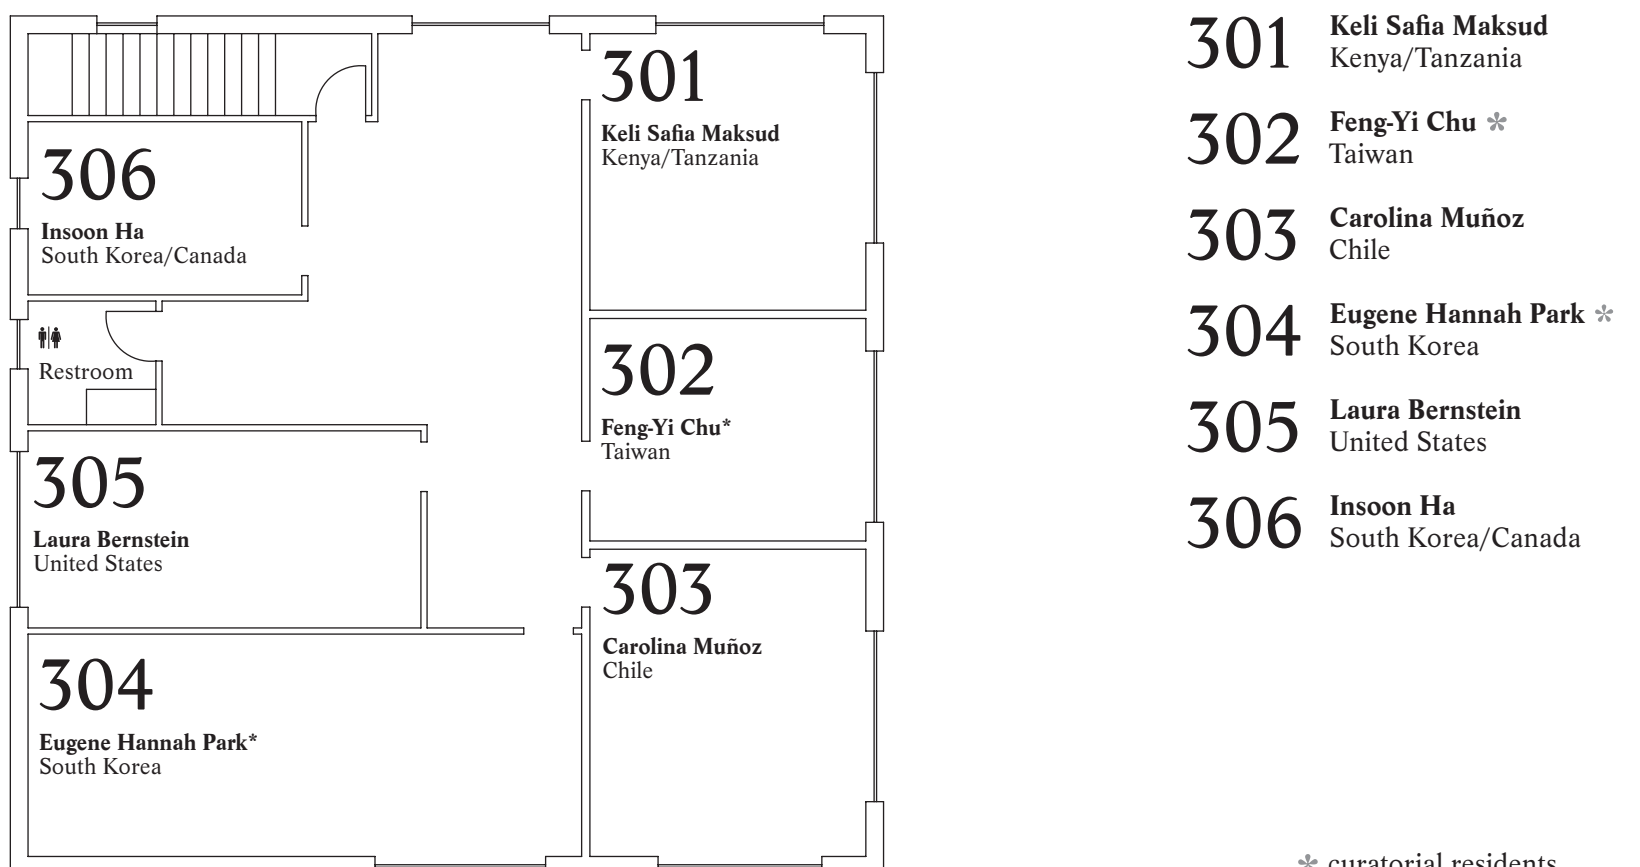 301
Keli Safia Maksud
Kenya/Tanzania
306
Insoon Ha
South Korea/Canada
Restroom
302
Feng-Yi Chu*
Taiwan
305
Laura Bernstein
United States
303
Carolina Muñoz
Chile
304
Eugene Hannah Park*
South Korea
301
Keli Safia Maksud
Kenya/Tanzania
302
Feng-Yi Chu *
Taiwan
303
Carolina Muñoz
Chile
304
Eugene Hannah Park *
South Korea
305
Laura Bernstein
United States
306
Insoon Ha
South Korea/Canada
* curatorial residents